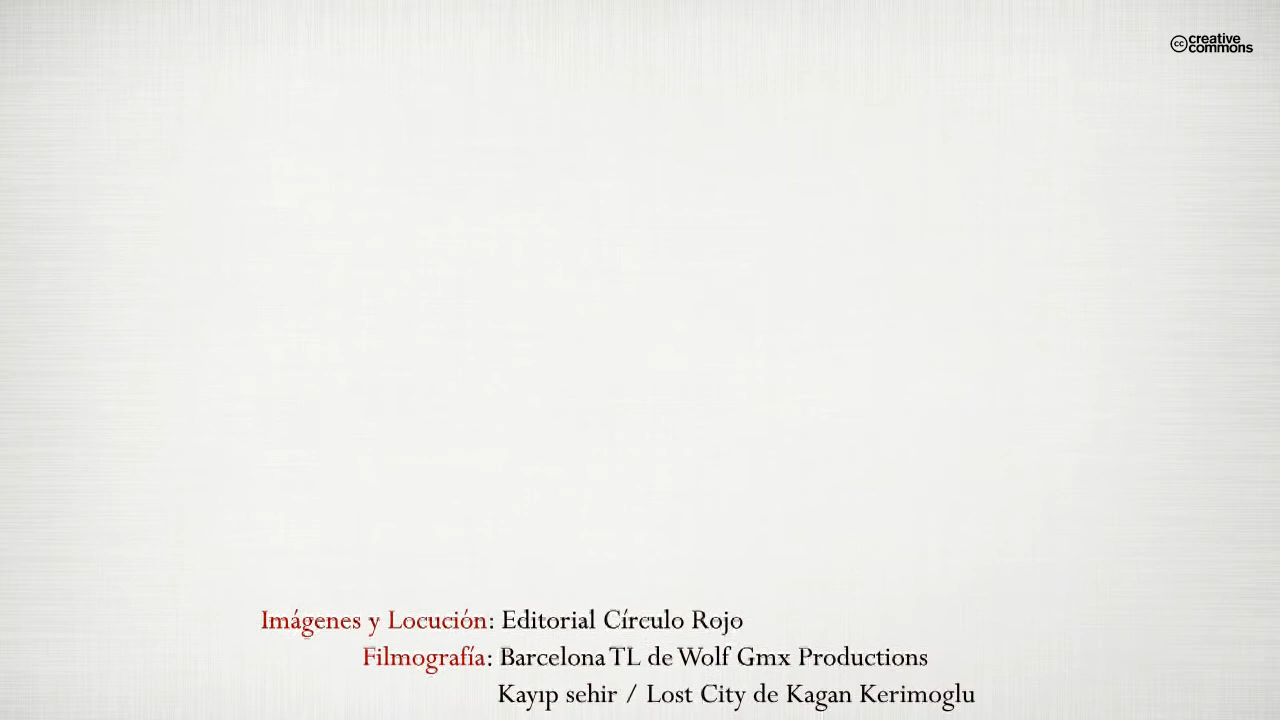 cc creative
commons
Imágenes y Locución: Editorial Círculo Rojo
Filmografía: Barcelona TL de Wolf Gmx Productions
Kayıp sehir / Lost City de Kagan Kerimoglu